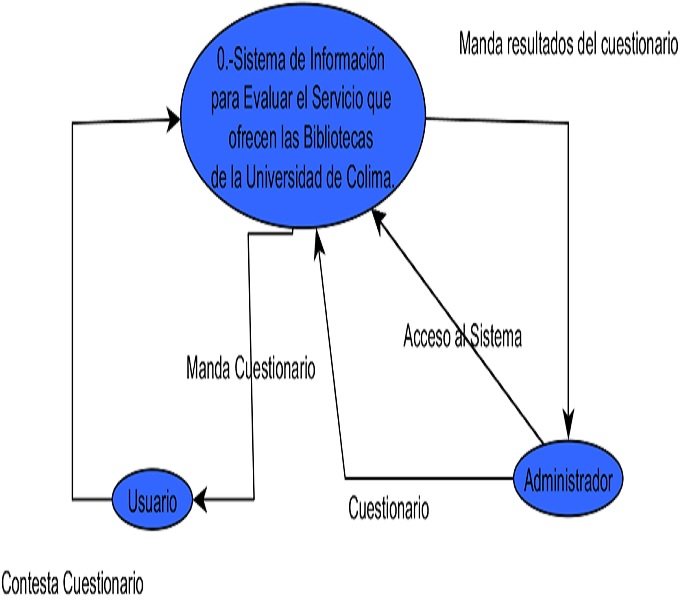 Manda resultados del cuestionario
0.-Sistema de Información
para Evaluar el Servicio que
ofrecen las Bibliotecas
de la Universidad de Colima.
Acceso al Sistema
Manda Cuestionario
Administrador
Usuario
Cuestionario
Contesta Cuestionario